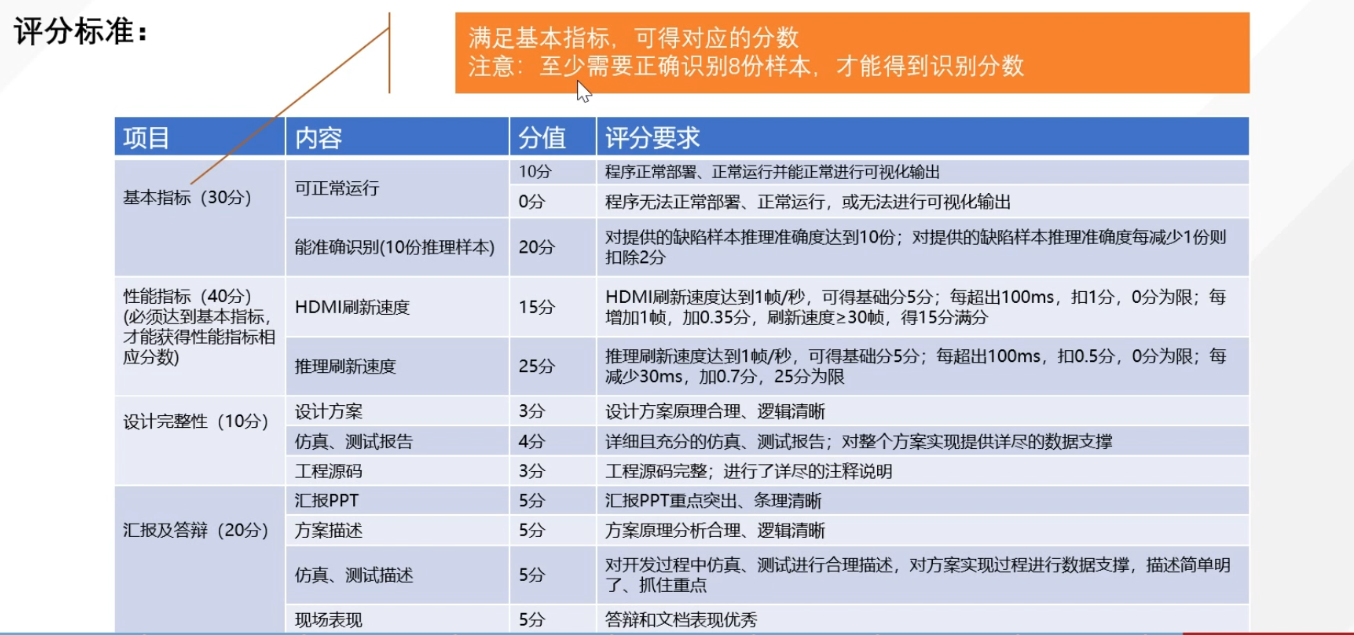 评分标准：
满足基本指标，可得对应的分数
注意：至少需要正确识别8份样本，才能得到识别分数
项目 内容 分值 评分要求
基本指标（30分）
可正常运行
10分 程序正常部署、正常运行并能正常进行可视化输出
0分 程序无法正常部署、正常运行，或无法进行可视化输出
能准确识别(10份推理样本) 20分
对提供的缺陷样本推理准确度达到10份；对提供的缺陷样本推理准确度每减少1份则
扣除2分
性能指标（40分）
(必须达到基本指标，
才能获得性能指标相
应分数)
HDMI刷新速度 15分
HDMI刷新速度达到1帧/秒，可得基础分5分；每超出100ms，扣1分，0分为限；每
增加1帧，加0.35分，刷新速度≥30帧，得15分满分
推理刷新速度 25分
推理刷新速度达到1帧/秒，可得基础分5分；每超出100ms，扣0.5分，0分为限；每
减少30ms，加0.7分，25分为限
设计完整性（10分）
设计方案 3分 设计方案原理合理、逻辑清晰
仿真、测试报告 4分 详细且充分的仿真、测试报告；对整个方案实现提供详尽的数据支撑
工程源码 3分 工程源码完整；进行了详尽的注释说明
汇报及答辩（20分）
汇报PPT 5分 汇报PPT重点突出、条理清晰
方案描述 5分 方案原理分析合理、逻辑清晰
仿真、测试描述 5分
对开发过程中仿真、测试进行合理描述，对方案实现过程进行数据支撑，描述简单明
了、抓住重点
现场表现 5分 答辩和文档表现优秀